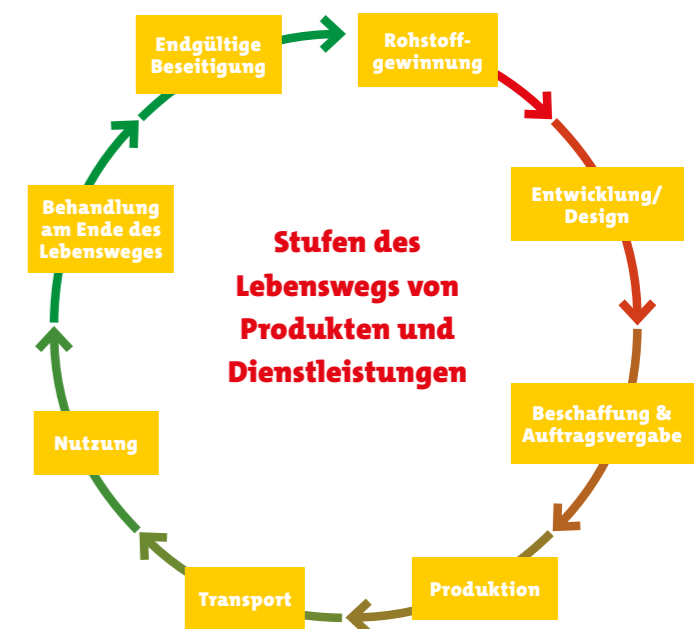 Endgültige
Beseitigung
Rohstoff-
gewinnung
Entwicklung/
Design
Beschaffung &
Auftragsvergabe
Produktion
Transport
Nutzung
Behandlung
am Ende des
Lebensweges
Stufen des
Lebenswegs von
Produkten und
Dienstleistungen